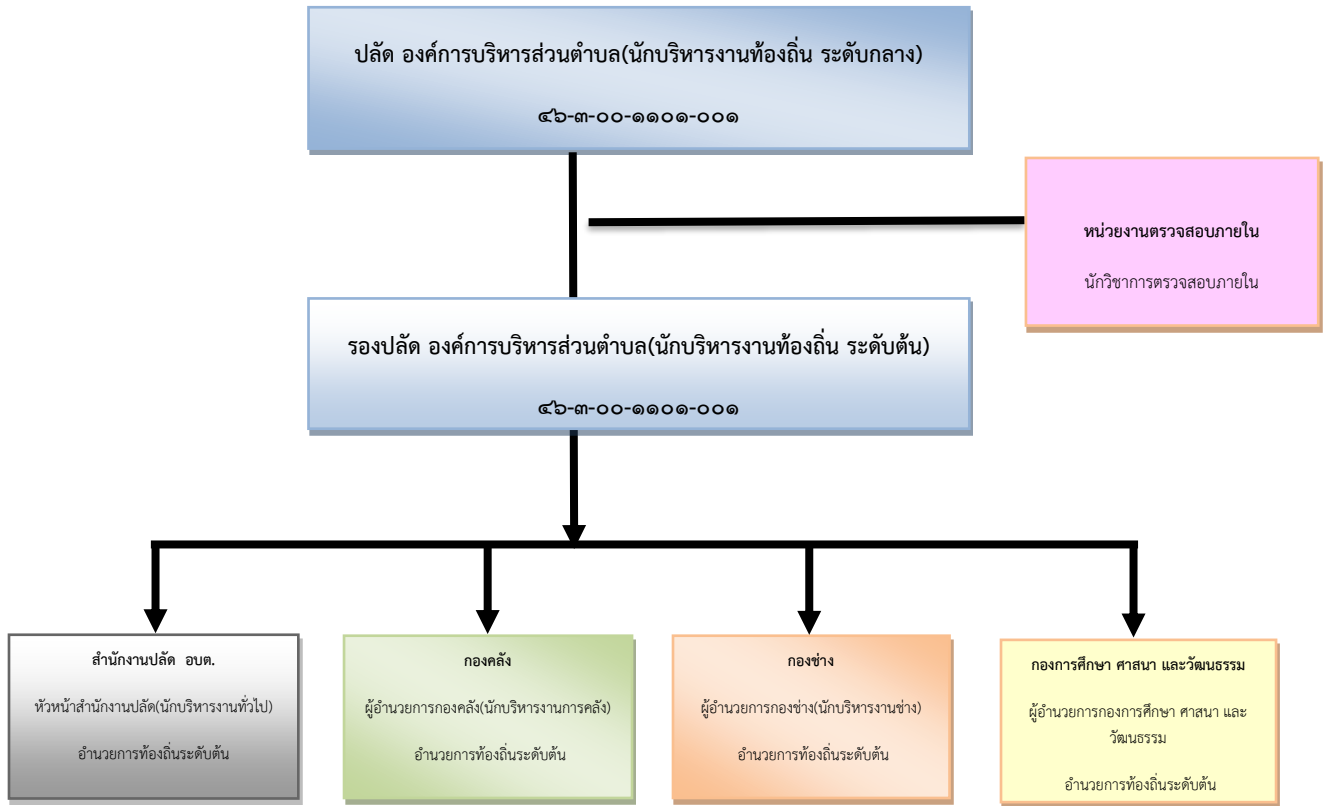 ปลัด องค์การบริหารส่วนตำบล(นักบริหารงานท้องถิ่น ระดับกลาง)
๔๖-๓-๐๐-๑๑๐๑-๐๐๑
หน่วยงานตรวจสอบภายใน
นักวิชาการตรวจสอบภายใน
รองปลัด องค์การบริหารส่วนตำบล(นักบริหารงานท้องถิ่น ระดับต้น)
๔๖-๓-๐๐-๑๑๐๑-๐๐๑
สำนักงานปลัด อบต.
หัวหน้าสำนักงานปลัด(นักบริหารงานทั่วไป)
อำนวยการท้องถิ่นระดับต้น
กองคลัง
ผู้อำนวยการกองคลัง(นักบริหารงานการคลัง)
อำนวยการท้องถิ่นระดับต้น
กองช่าง
ผู้อำนวยการกองช่าง(นักบริหารงานช่าง)
อำนวยการท้องถิ่นระดับต้น
กองการศึกษา ศาสนา และวัฒนธรรม
ผู้อำนวยการกองการศึกษา ศาสนา และ
วัฒนธรรม
อำนวยการท้องถิ่นระดับต้น